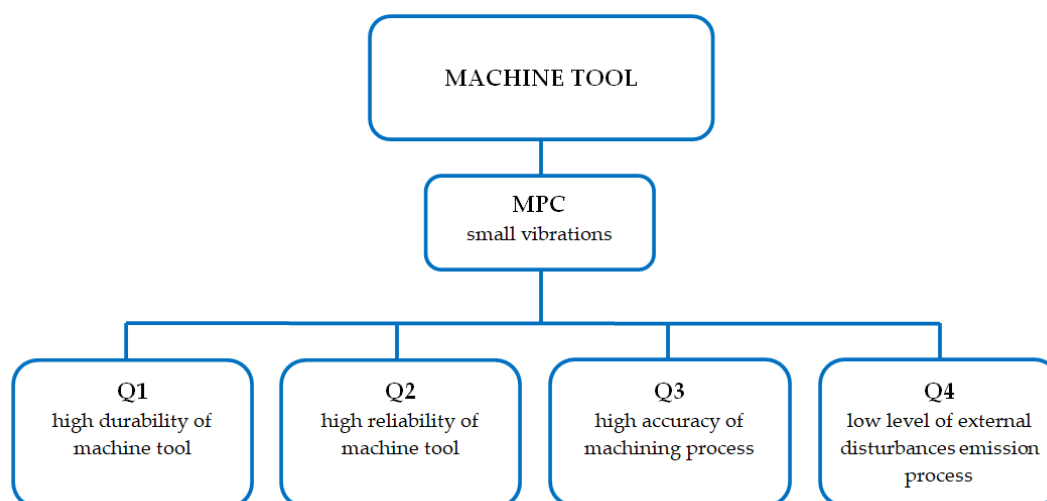 MACHINE TOOL
MPC
small vibrations
Q1
high durability of
machine tool
Q2
high reliability of
machine tool
Q3
high accuracy of
machining process
Q4
low level of external
disturbances emission
process